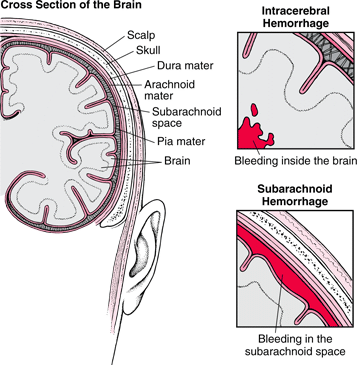 Cross Section of the Brain
Scalp
Skull
Dura mater
Arachnoid
mater
Subarachnoid
space
Pia mater
Brain
Intracerebral
Hemorrhage
Bleeding inside the brain
Subarachnoid
Hemorrhage
Bleeding in the
subarachnoid space